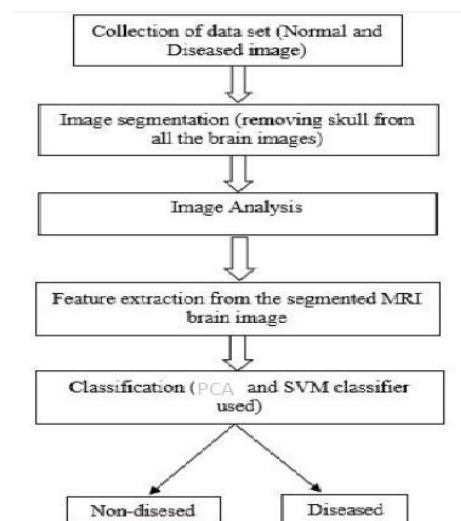 Collection of data set (Normal and
Diseased image)
Image segmentation (removing skull from
all the brain images)
Image Analysis
Feature extraction from the segmented MRI
brain image
Classification (PCA and SVM classifier
used)
Non-disesed
Diseased